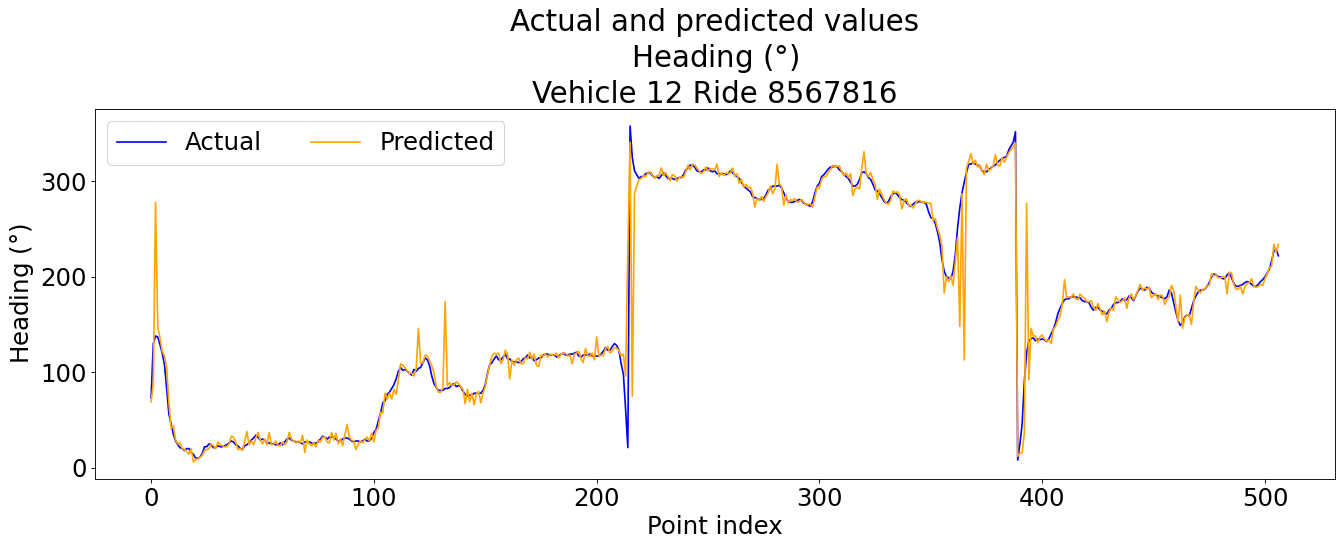 Actual and predicted values
Heading (°)
Vehicle 12 Ride 8567816
Actual
Predicted
Heading (°)
300
200
100
0
0
100
200
300
400
500
Point index